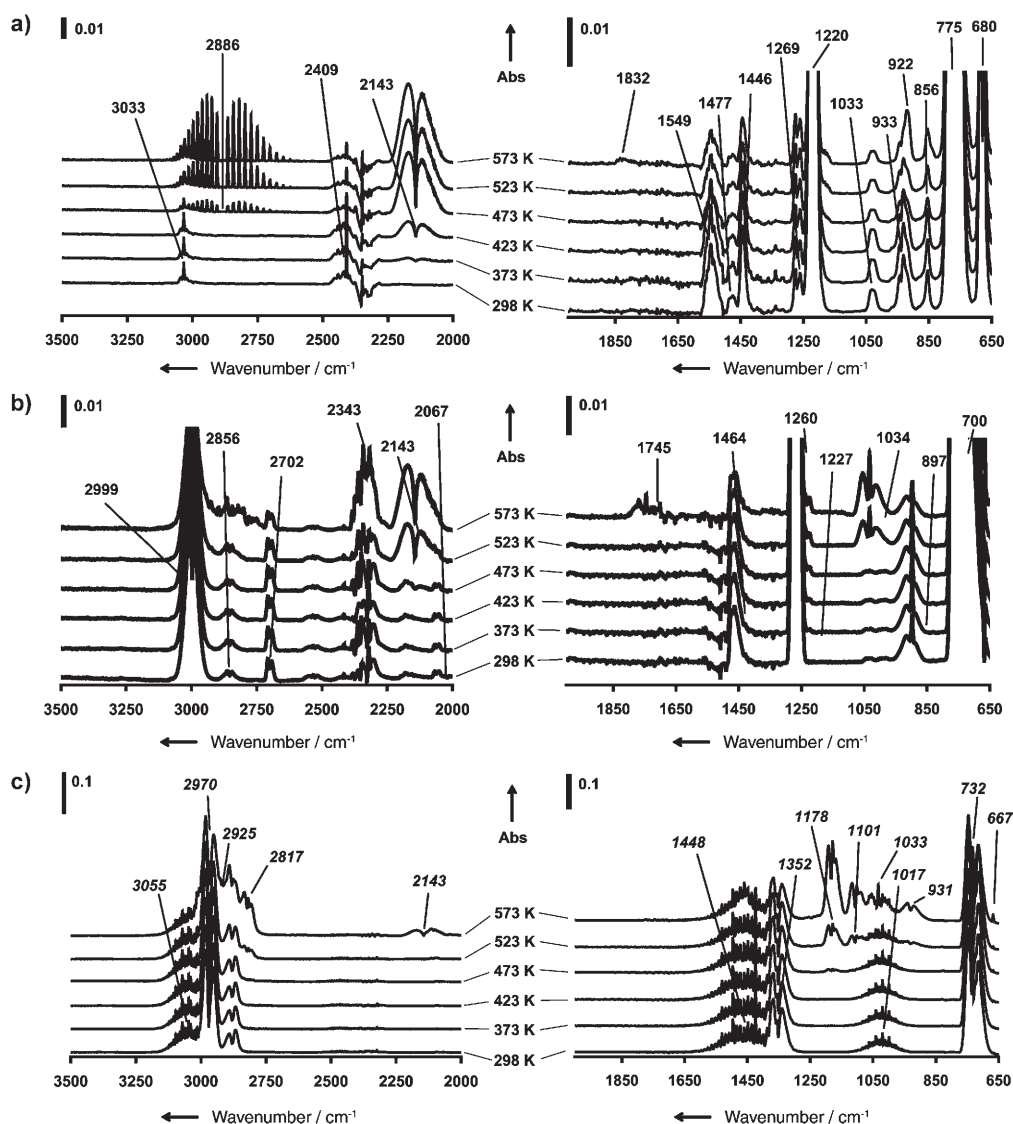 a)
0.01
2886
2409
2143
3033
Abs
0.01
1220
775
680
1269
1446
922
1832
1477
1033
856
1549
933
573 K
523 K
473 K
423 K
373 K
298 K
3500 3250 3000 2750 2500 2250 2000
1850 1650 1450 1250 1050 850 650
Wavenumber / cm-1
Wavenumber / cm-1
b)
0.01
2343
2067
2856
2143
2702
2999
Abs
0.01
1260
700
1745
1464
1034
1227
897
573 K
523 K
473 K
423 K
373 K
298 K
3500 3250 3000 2750 2500 2250 2000
1850 1650 1450 1250 1050 850 650
Wavenumber / cm-1
Wavenumber / cm-1
c)
0.1
2970
2925
2817
3055
2143
Abs
0.1
732
667
1178
1101
1448
1352
1033
1017
931
573 K
523 K
473 K
423 K
373 K
298 K
3500 3250 3000 2750 2500 2250 2000
1850 1650 1450 1250 1050 850 650
Wavenumber / cm-1
Wavenumber / cm-1